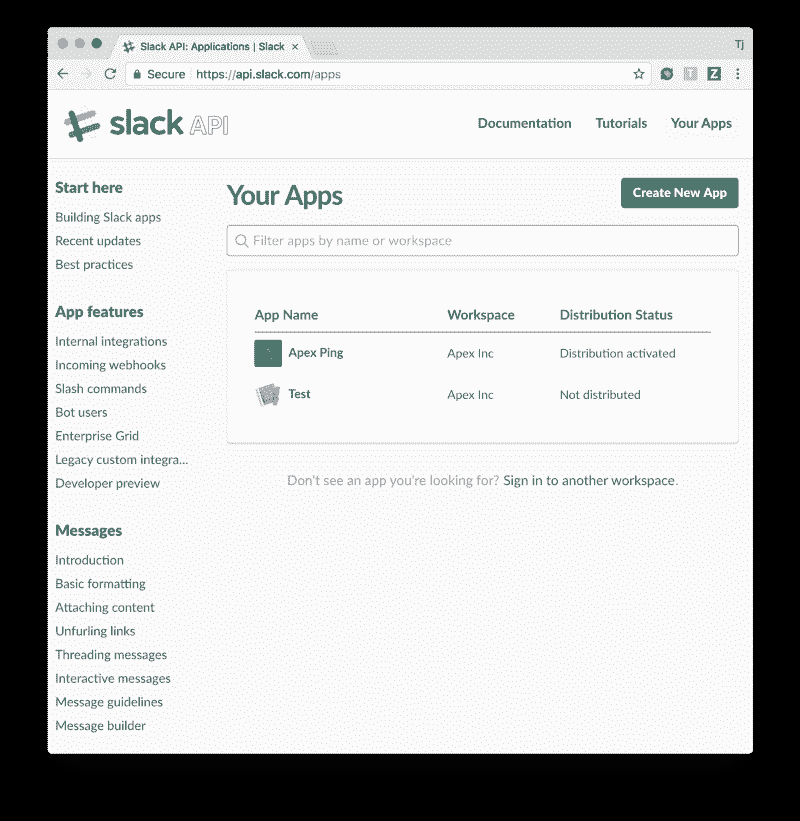 Slack API: Applications | Slack ×
Tj
Secure https://api.slack.com/apps
T
Z
slack API
Documentation Tutorials Your Apps
Start here
Building Slack apps
Recent updates
Best practices
App features
Internal integrations
Incoming webhooks
Slash commands
Bot users
Enterprise Grid
Legacy custom integra...
Developer preview
Messages
Introduction
Basic formatting
Attaching content
Unfurling links
Threading messages
Interactive messages
Message guidelines
Message builder
Your Apps
Create New App
Filter apps by name or workspace
App Name Workspace Distribution Status
Apex Ping Apex Inc Distribution activated
Test Apex Inc Not distributed
Don't see an app you're looking for? Sign in to another workspace.